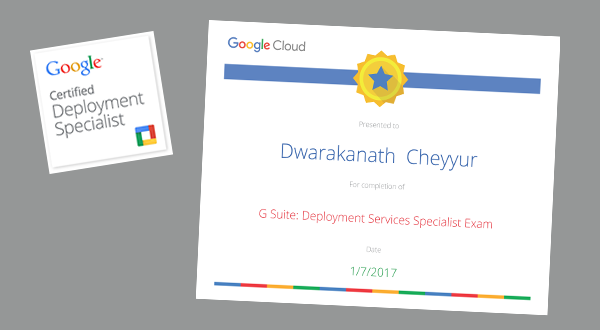 Google
Certified
Deployment
Specialist
Google Cloud
Presented to
Dwarakanath Cheyyur
For completion of
G Suite: Deployment Services Specialist Exam
Date
1/7/2017